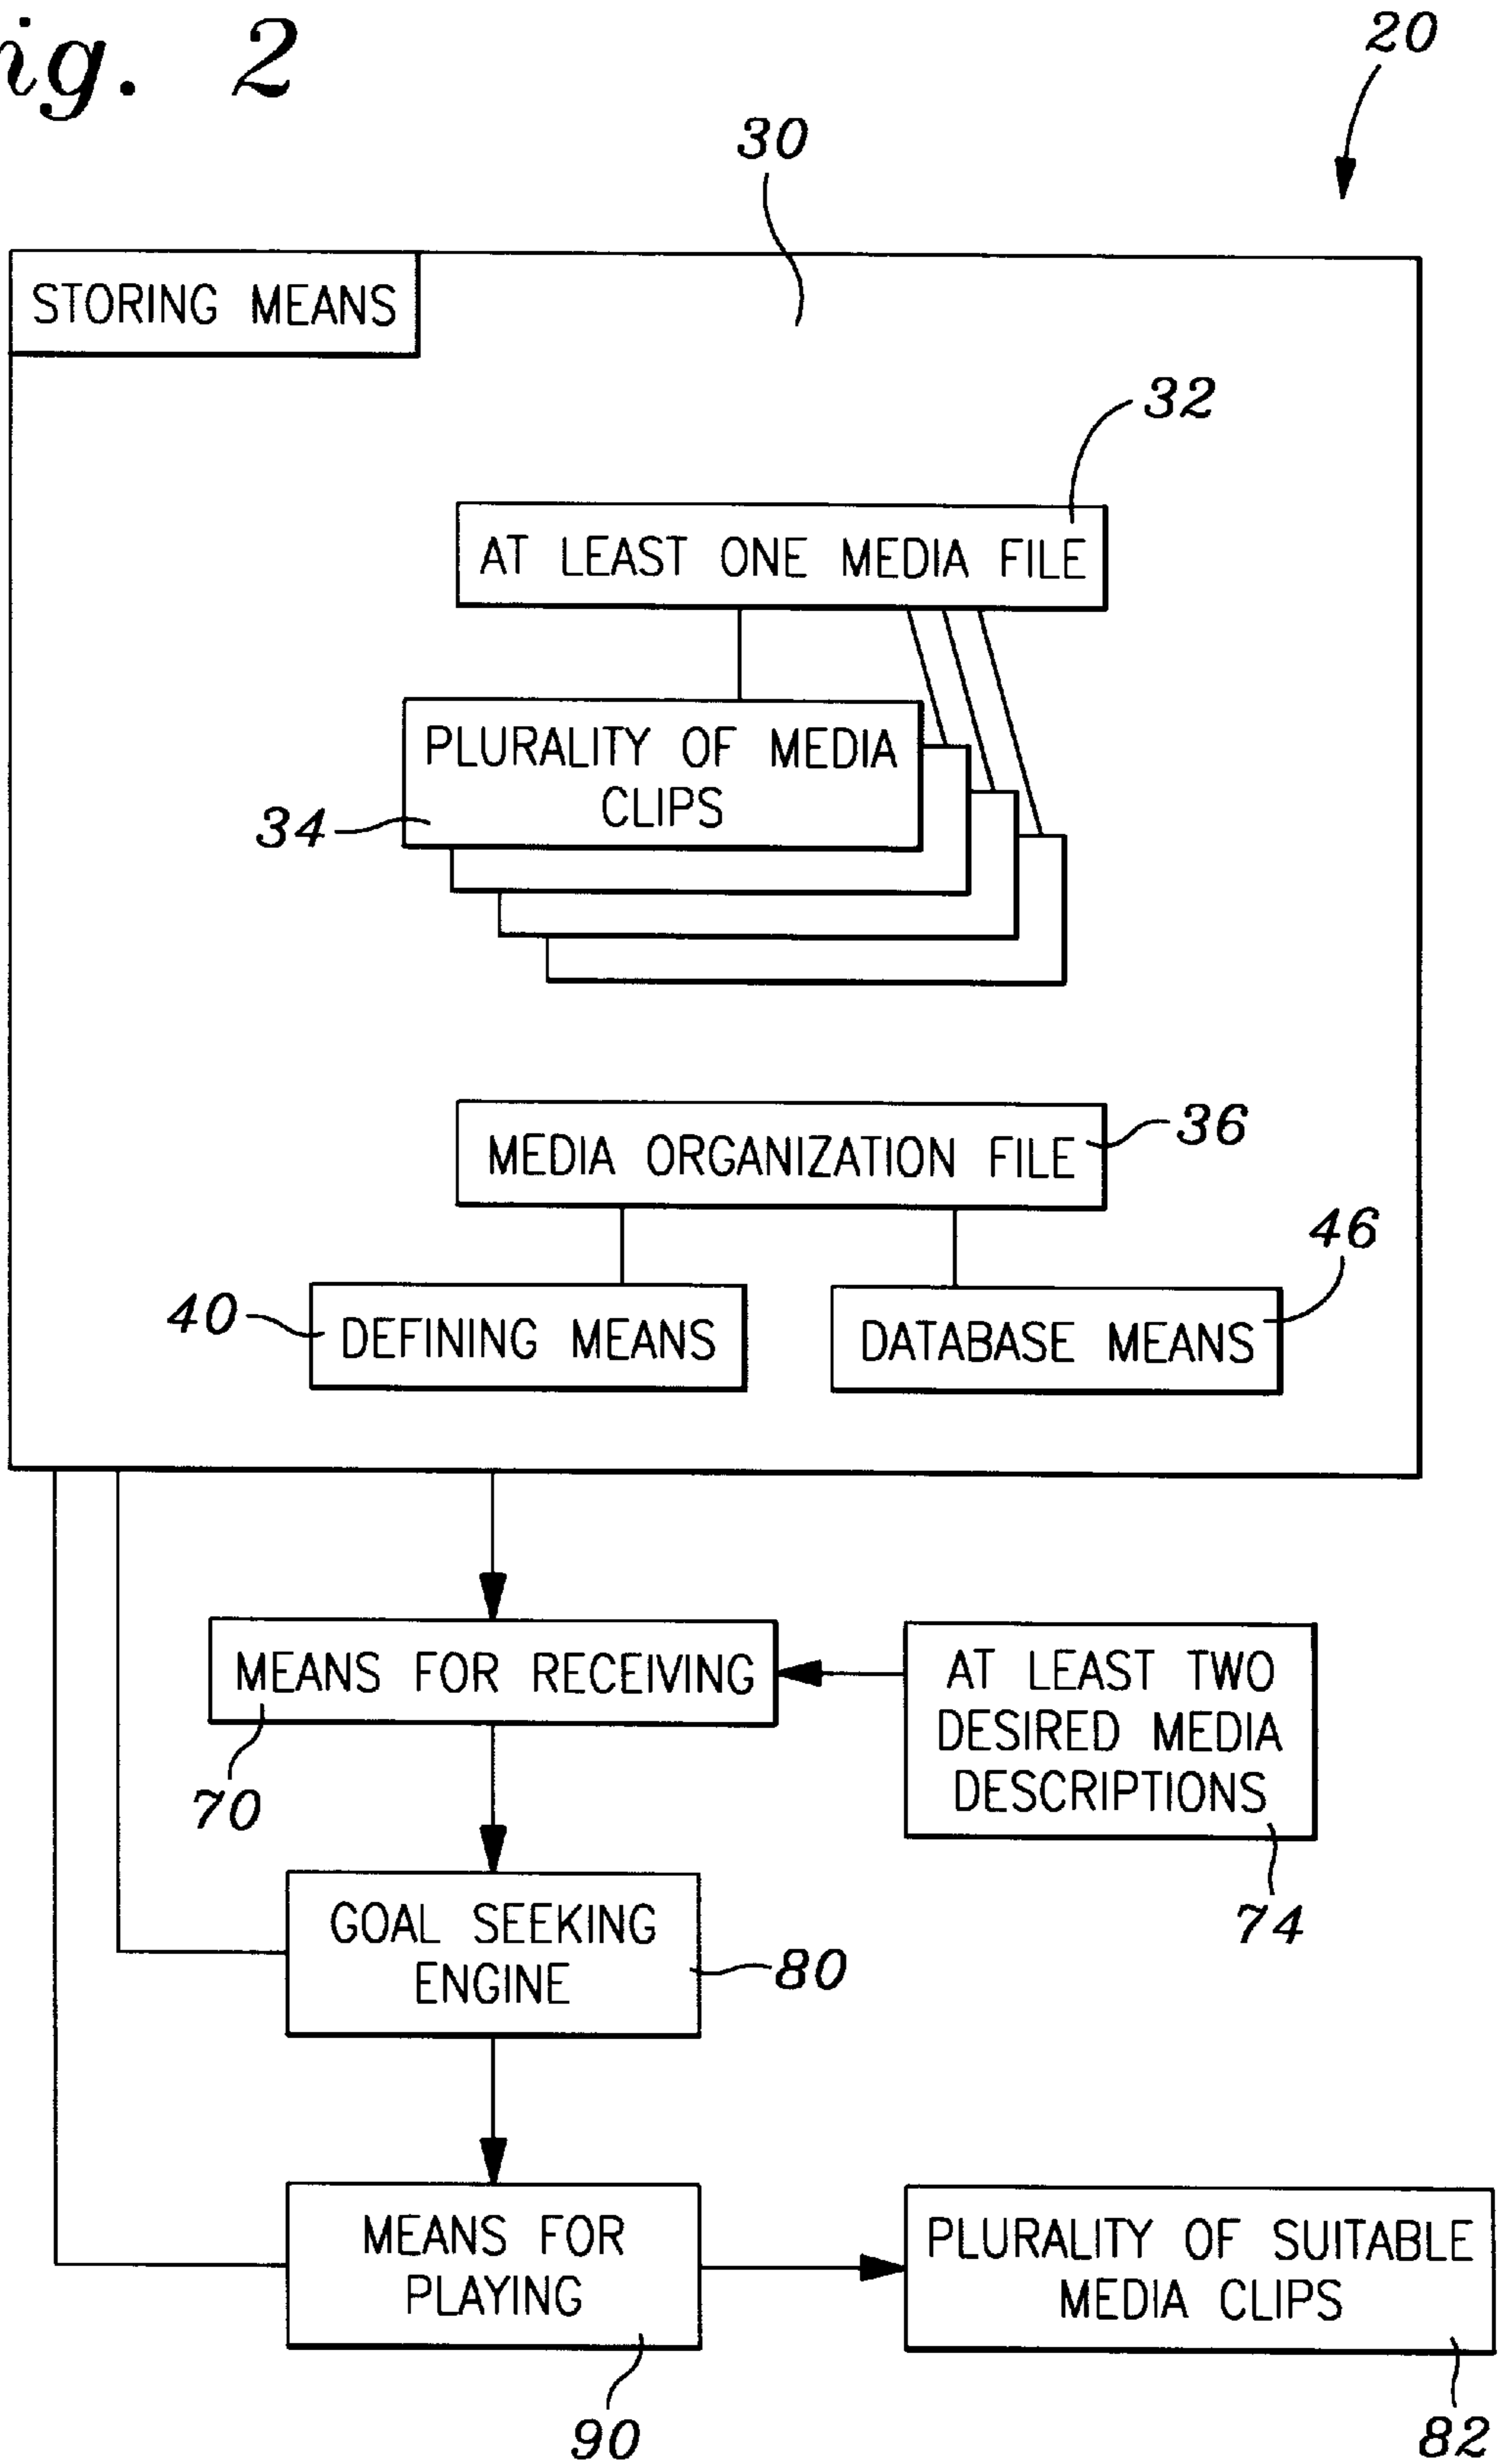 ig. 2
20
30
STORING MEANS
32
AT LEAST ONE MEDIA FILE
PLURALITY OF MEDIA
CLIPS
34
MEDIA ORGANIZATION FILE
36
46
40
DEFINING MEANS
DATABASE MEANS
MEANS FOR RECEIVING
70
AT LEAST TWO
DESIRED MEDIA
DESCRIPTIONS
74
GOAL SEEKING
ENGINE
80
MEANS FOR
PLAYING
90
PLURALITY OF SUITABLE
MEDIA CLIPS
82